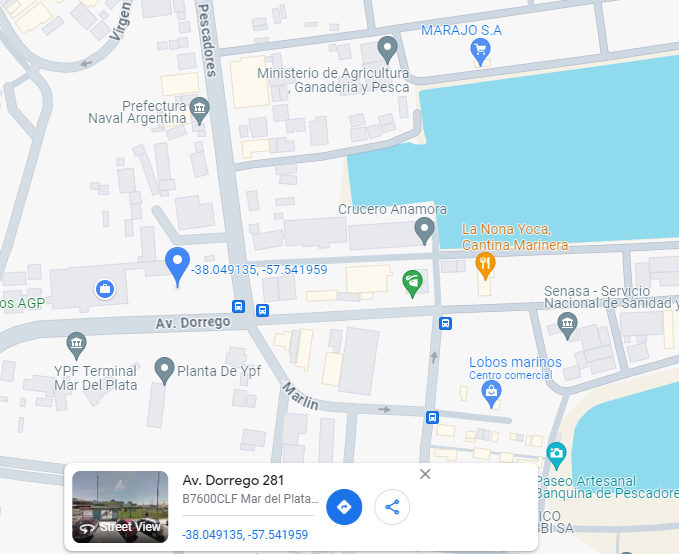 Virgen
Pescadores
MARAJO S.A
Ministerio de Agricultura
, Ganaderia y Pesca
Prefectura
Naval Argentina
Crucero Anamora
La Nona Yoca,
Cantina Marinera
-38.049135, -57.541959
os AGP
Senasa - Servicio
Nacional de Sanidad y
Av. Dorrego
YPF Terminal
Mar Del Plata
Planta De Ypf
Lobos marinos
Centro comercial
Marlin
Paseo Artesanal
Banquina de Pescadore
ICO
BBI SA
Av. Dorrego 281
B7600CLF Mar del Plata...
Street View
-38.049135, -57.541959